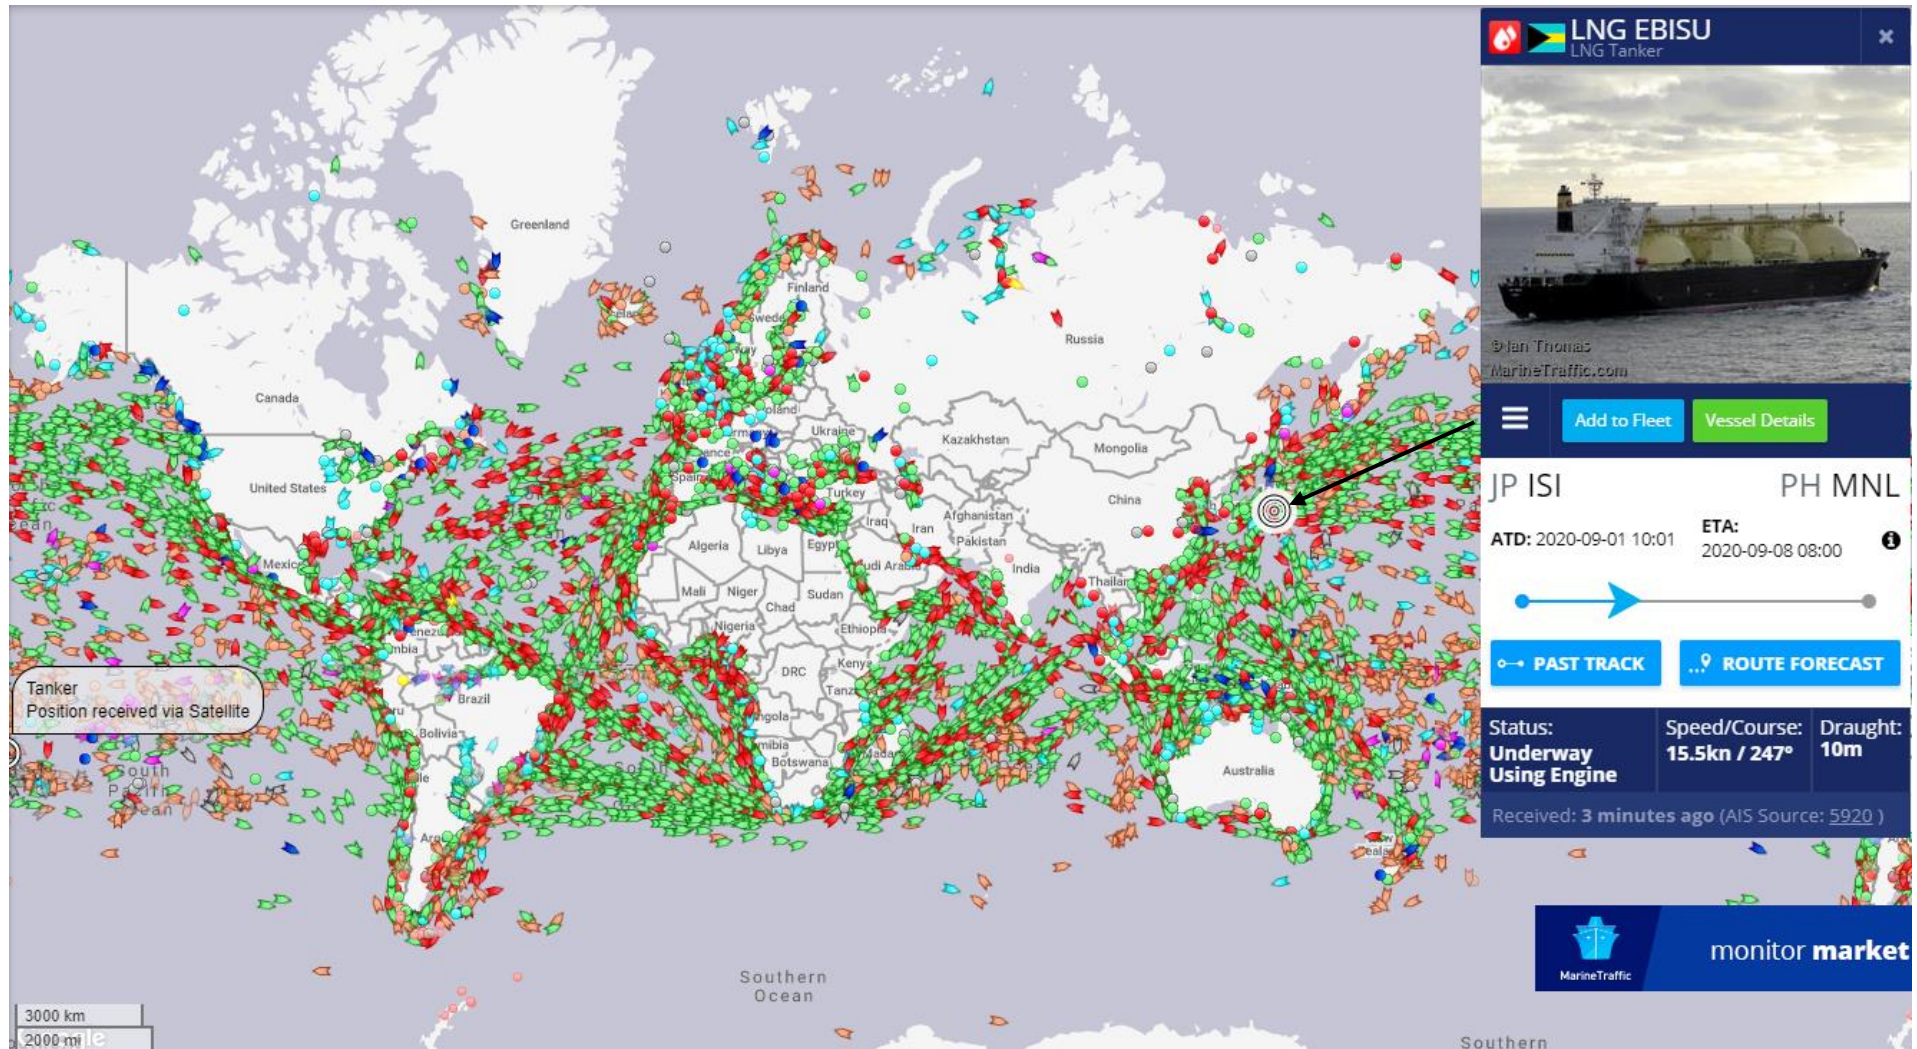 LNG EBISU
LNG Tanker
×
© Ian Thomas
MarineTraffic.com
Add to Fleet
Vessel Details
JP ISI
PH MNL
ATD: 2020-09-01 10:01
ETA:
2020-09-08 08:00
PAST TRACK
ROUTE FORECAST
Status:
Underway
Using Engine
Speed/Course:
15.5kn / 247°
Draught:
10m
Received: 3 minutes ago (AIS Source: 5920 )
MarineTraffic
monitor market
Greenland
Finland
Russia
Canada
Ukraine
Kazakhstan
Mongolia
United States
Spain
Turkey
China
Iraq
Iran
Afghanistan
Pakistan
Algeria
Libya
Egypt
India
Mexic
Mali
Niger
Chad
Sudan
Thailan
Nigeria
Ethiopia
DRC
Kenya
Brazil
Bolivia
Botswana
Australia
Tanker
Position received via Satellite
South
Southern
Ocean
3000 km
2000 mi
Southern